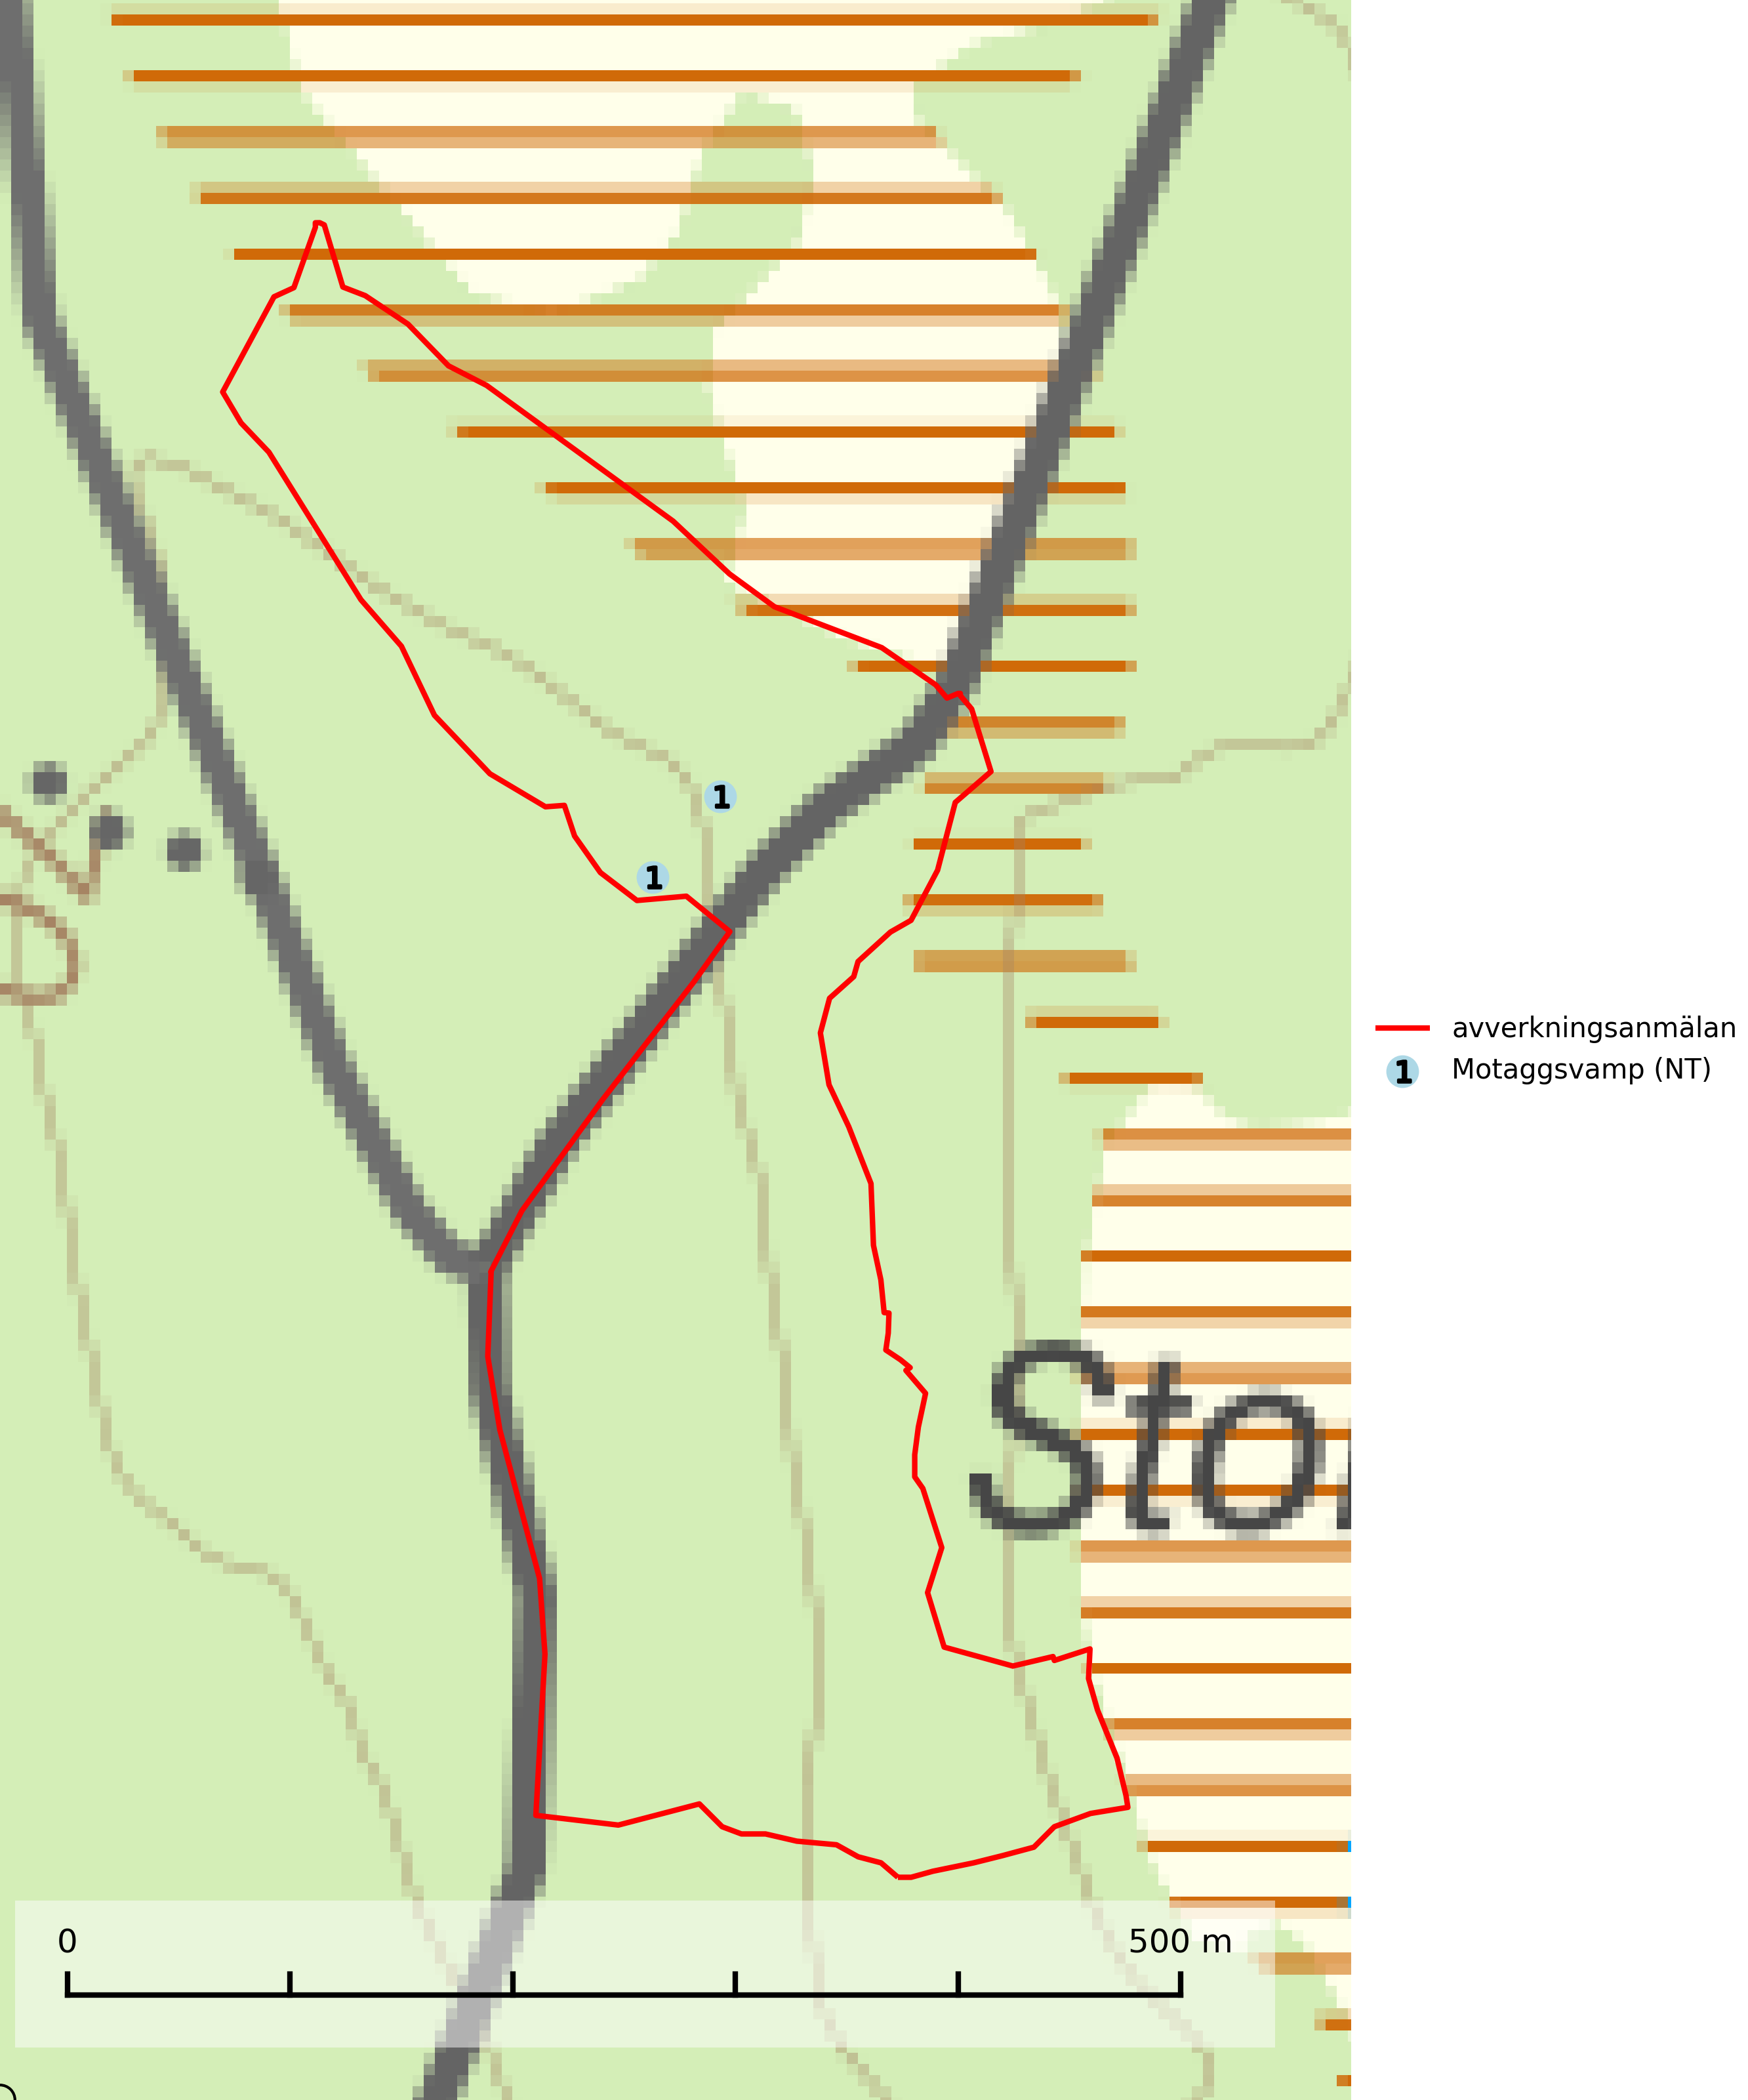 1
1
Sto
avverkningsanmälan
1 Motaggsvamp (NT)
0 500 m